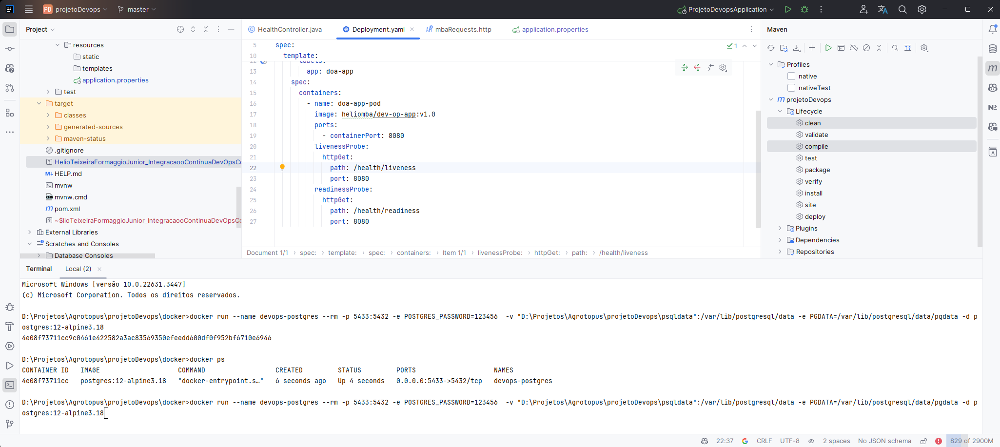 PD projetoDevops
master
ProjetoDevopsApplication
Project
resources
static
templates
application.properties
test
target
classes
generated-sources
maven-status
.gitignore
HelioTeixeiraFormaggioJunior_IntegracaooContinuaDevOpsCo
HELP.md
mvnw
mvnw.cmd
pom.xml
~$lioTeixeiraFormaggioJunior_IntegracaooContinuaDevOpsCo
External Libraries
Scratches and Consoles
Database Consoles
HealthController.java
Deployment.yaml
mbaRequests.http
application.properties
5 spec:
10 template:
12 labels:
13 app: doa-app
14 spec:
15 containers:
16 - name: doa-app-pod
17 image: heliomba/dev-op-app:v1.0
18 ports:
19 - containerPort: 8080
20 livenessProbe:
21 httpGet:
22 path: /health/liveness
23 port: 8080
24 readinessProbe:
25 httpGet:
26 path: /health/readiness
27 port: 8080
1
Document 1/1 › spec: › template: › spec: › containers: › Item 1/1 › livenessProbe: › httpGet: › path: › /health/liveness
Maven
Profiles
native
nativeTest
projetoDevops
Lifecycle
clean
validate
compile
test
package
verify
install
site
deploy
Plugins
Dependencies
Repositories
Terminal
Local (2)
Microsoft Windows [versão 10.0.22631.3447]
(c) Microsoft Corporation. Todos os direitos reservados.
D:\Projetos\Agrotopus\projetoDevops\docker>docker run --name devops-postgres --rm -p 5433:5432 -e POSTGRES_PASSWORD=123456  -v "D:\Projetos\Agrotopus\projetoDevops\psqldata":/var/lib/postgresql/data -e PGDATA=/var/lib/postgresql/data/pgdata -d p
ostgres:12-alpine3.18
4e08f73711cc9c0461e422582a3ac83569350efeedd600df0f952bf6710e6946
D:\Projetos\Agrotopus\projetoDevops\docker>docker ps
CONTAINER ID   IMAGE   COMMAND   CREATED   STATUS   PORTS   NAMES
4e08f73711cc   postgres:12-alpine3.18   "docker-entrypoint.s…"   6 seconds ago   Up 4 seconds   0.0.0.0:5433->5432/tcp   devops-postgres
D:\Projetos\Agrotopus\projetoDevops\docker>docker run --name devops-postgres --rm -p 5433:5432 -e POSTGRES_PASSWORD=123456  -v "D:\Projetos\Agrotopus\projetoDevops\psqldata":/var/lib/postgresql/data -e PGDATA=/var/lib/postgresql/data/pgdata -d p
ostgres:12-alpine3.18
22:37 CRLF UTF-8 2 spaces No JSON schema 829 of 2900M